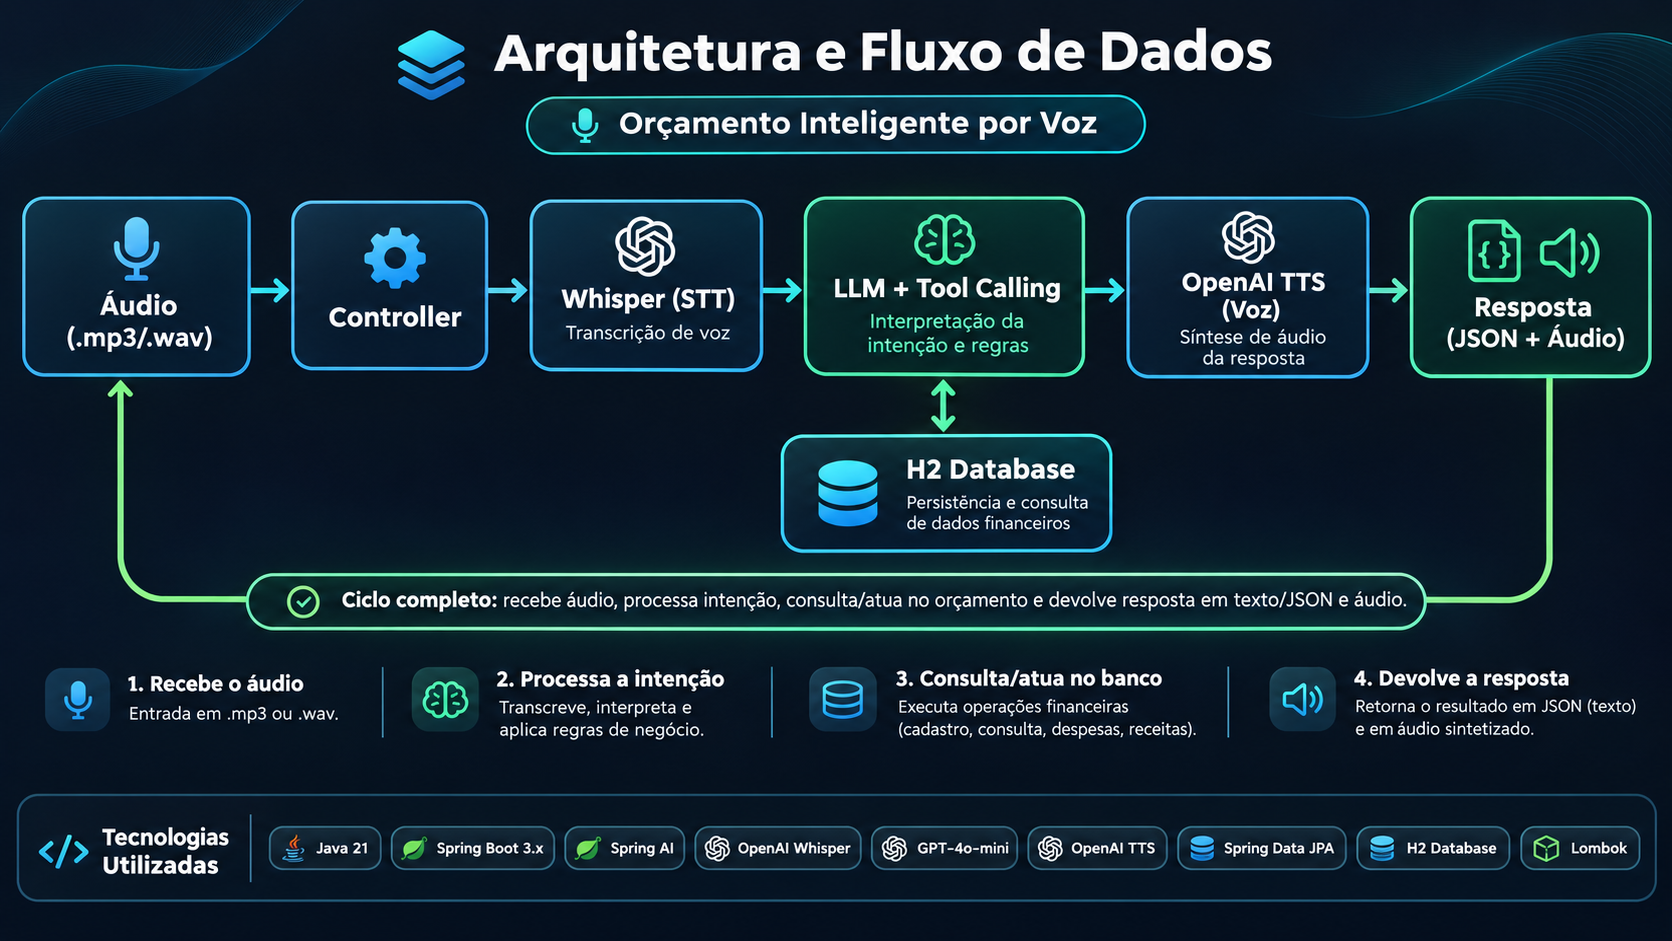 Arquitetura e Fluxo de Dados
Orçamento Inteligente por Voz
Áudio
(.mp3/.wav)
Controller
Whisper (STT)
Transcrição de voz
LLM + Tool Calling
Interpretação da
intenção e regras
OpenAI TTS
(Voz)
Síntese de áudio
da resposta
{}
Resposta
(JSON + Áudio)
H2 Database
Persistência e consulta
de dados financeiros
Ciclo completo: recebe áudio, processa intenção, consulta/atua no orçamento e devolve resposta em texto/JSON e áudio.
1. Recebe o áudio
Entrada em .mp3 ou .wav.
2. Processa a intenção
Transcreve, interpreta e
aplica regras de negócio.
3. Consulta/atua no banco
Executa operações financeiras
(cadastro, consulta, despesas, receitas).
4. Devolve a resposta
Retorna o resultado em JSON (texto)
e em áudio sintetizado.
</> Tecnologias
Utilizadas
Java 21
Spring Boot 3.x
Spring AI
OpenAI Whisper
GPT-4o-mini
OpenAI TTS
Spring Data JPA
H2 Database
Lombok